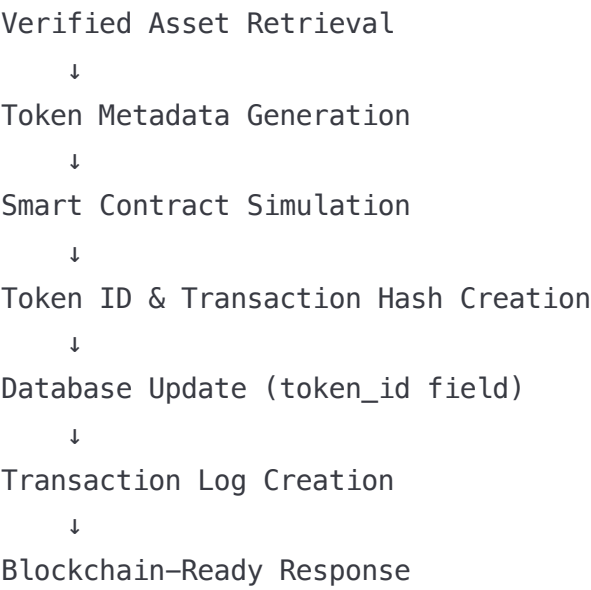 Verified Asset Retrieval
↓
Token Metadata Generation
↓
Smart Contract Simulation
↓
Token ID & Transaction Hash Creation
↓
Database Update (token_id field)
↓
Transaction Log Creation
↓
Blockchain–Ready Response